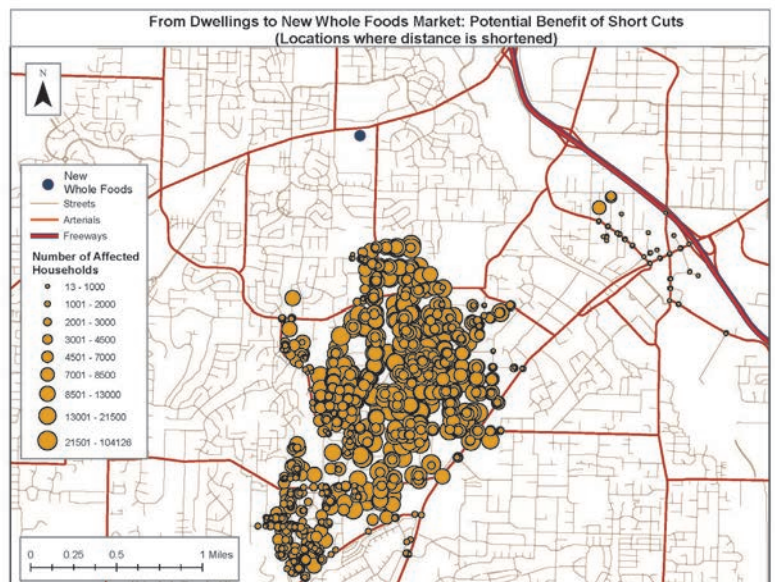 From Dwellings to New Whole Foods Market: Potential Benefit of Short Cuts
(Locations where distance is shortened)
N
New
Whole Foods
Streets
Arterials
Freeways
Number of Affected
Households
13 - 1000
1001 - 2000
2001 - 3000
3001 - 4500
4501 - 7000
7001 - 8500
8501 - 13000
13001 - 21500
21501 - 104126
0 0.25 0.5 1 Miles